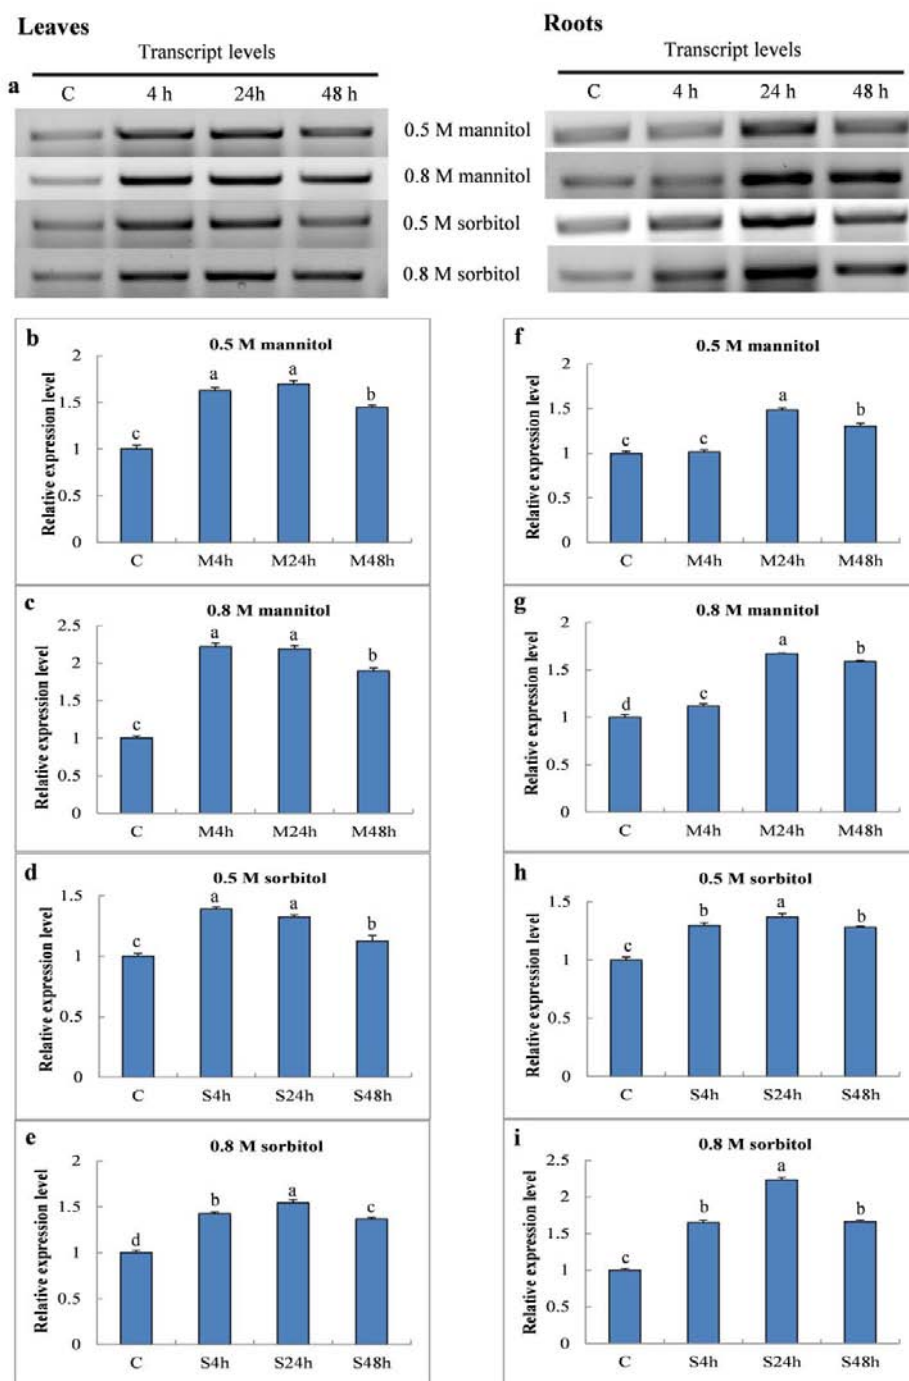 Leaves
Roots
Transcript levels
Transcript levels
a
C 4 h 24h 48 h
C 4 h 24 h 48 h
0.5 M mannitol
0.8 M mannitol
0.5 M sorbitol
0.8 M sorbitol
b
0.5 M mannitol
Relative expression level
2
1.5
1
0.5
0
c a a b
C M4h M24h M48h
f
0.5 M mannitol
Relative expression level
2
1.5
1
0.5
0
c c a b
C M4h M24h M48h
c
0.8 M mannitol
Relative expression level
2.5
2
1.5
1
0.5
0
c a a b
C M4h M24h M48h
g
0.8 M mannitol
Relative expression level
2
1.5
1
0.5
0
d c a b
C M4h M24h M48h
d
0.5 M sorbitol
Relative expression level
1.5
1
0.5
0
c a a b
C S4h S24h S48h
h
0.5 M sorbitol
Relative expression level
1.5
1
0.5
0
c b a b
C S4h S24h S48h
e
0.8 M sorbitol
Relative expression level
2
1.5
1
0.5
0
d b a c
C S4h S24h S48h
i
0.8 M sorbitol
Relative expression level
2.5
2
1.5
1
0.5
0
c b a b
C S4h S24h S48h